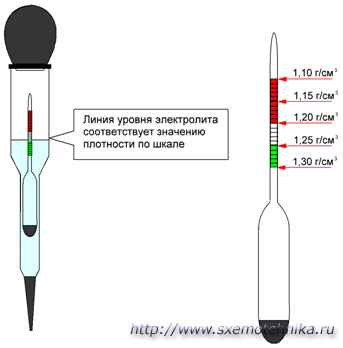 Линия уровня электролита
соответствует значению
плотности по шкале
1,10 г/см³
1,15 г/см³
1,20 г/см³
1,25 г/см³
1,30 г/см³
http://www.sxemotehnika.ru